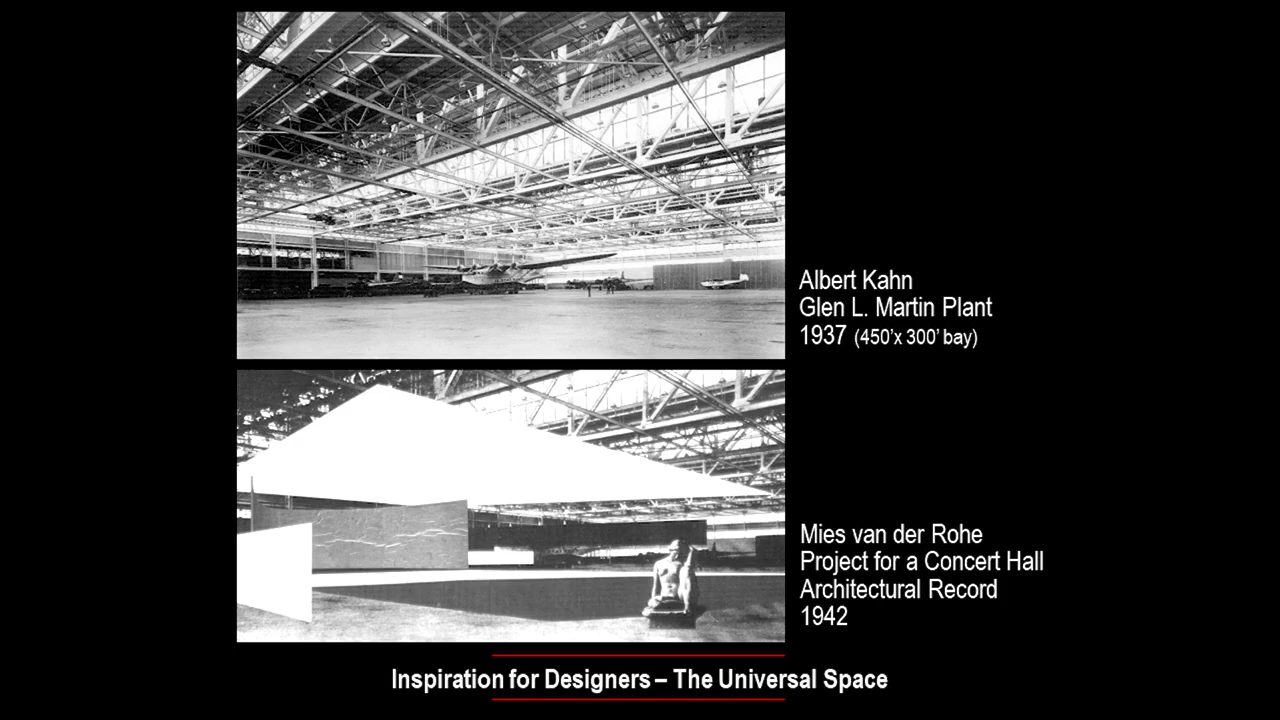 Albert Kahn
Glen L. Martin Plant
1937 (450'x 300' bay)
Mies van der Rohe
Project for a Concert Hall
Architectural Record
1942
Inspiration for Designers – The Universal Space